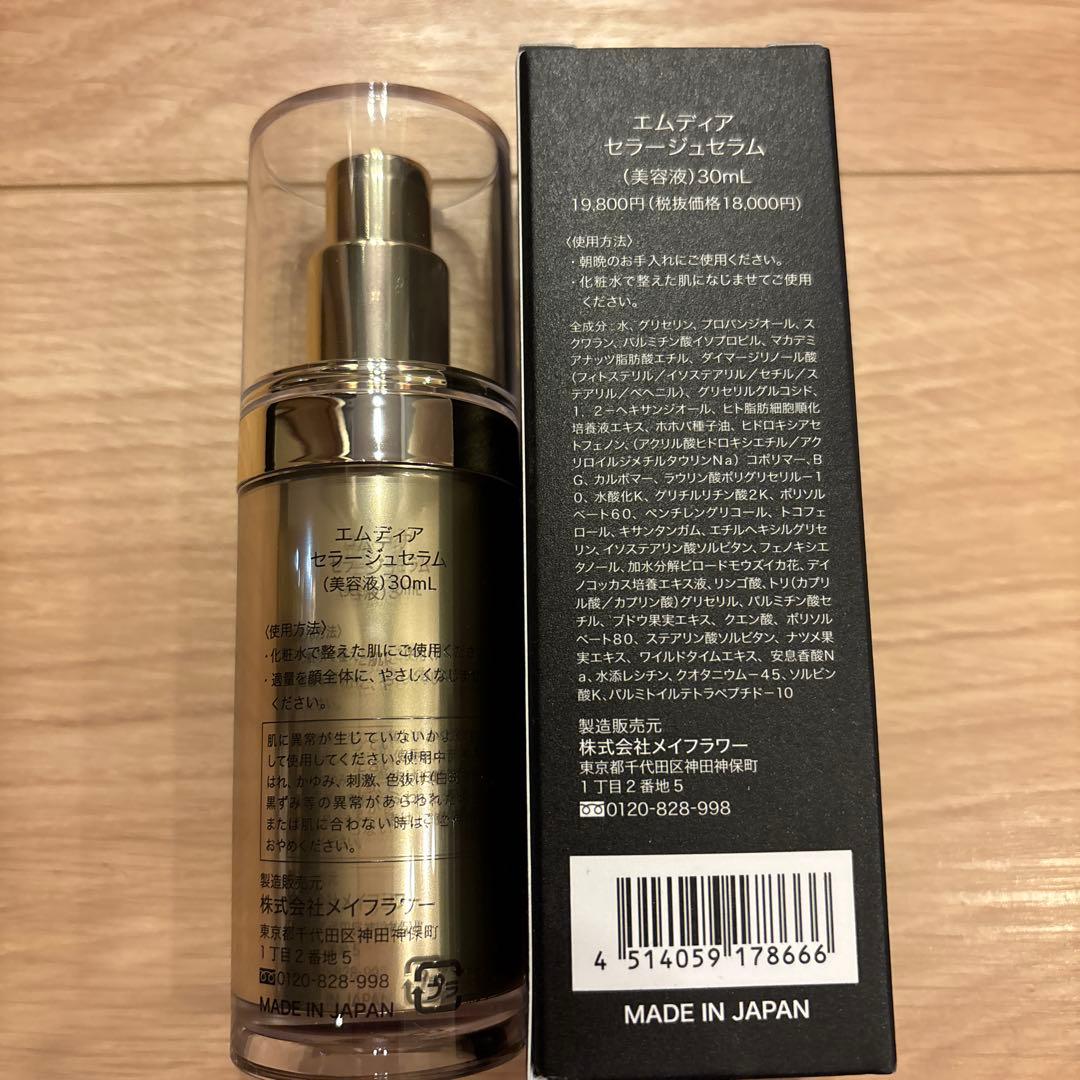 エムディア
セラージュセラム
(美容液)30mL
〈使用方法〉
・化粧水で整えた肌にご使用くださ
・適量を顔全体に、やさしくなじませ
ください。
肌に異常が生じていないかよく
して使用してください。使用中
はれ、かゆみ、刺激、色抜け(白斑
黒ずみ等の異常があらわれた
または肌に合わない時はご
おやめください。
製造販売元
株式会社メイフラワー
東京都千代田区神田神保町
1丁目2番地5
0120-828-998
MADE IN JAPAN
プラ
エムディア
セラージュセラム
(美容液)30mL
19,800円(税抜価格18,000円)
〈使用方法〉
・朝晩のお手入れにご使用ください。
・化粧水で整えた肌になじませてご使用
ください。
全成分:水、グリセリン、プロパンジオール、ス
クワラン、パルミチン酸イソプロピル、マカデミ
アナッツ脂肪酸エチル、ダイマージリノール酸
(フィトステリル/イソステアリル/セチル/ス
テアリル/ベヘニル)、グリセリルグルコシド、
1,2-ヘキサンジオール、ヒト脂肪細胞順化
培養液エキス、ホホバ種子油、ヒドロキシアセ
トフェノン、(アクリル酸ヒドロキシエチル/アク
リロイルジメチルタウリンNa)コポリマー、B
G、カルボマー、ラウリン酸ポリグリセリル-1
0、水酸化K、グリチルリチン酸2K、ポリソル
ベート60、ペンチレングリコール、トコフェ
ロール、キサンタンガム、エチルヘキシルグリセ
リン、イソステアリン酸ソルビタン、フェノキシエ
タノール、加水分解ビロードモウズイカ花、デイ
ノコッカス培養エキス液、リンゴ酸、トリ(カプリ
ル酸/カプリン酸)グリセリル、パルミチン酸セ
チル、ブドウ果実エキス、クエン酸、ポリソル
ベート80、ステアリン酸ソルビタン、ナツメ果
実エキス、ワイルドタイムエキス、安息香酸N
a、水添レシチン、クオタニウム-45、ソルビン
酸K、パルミトイルテトラペプチド-10
製造販売元
株式会社メイフラワー
東京都千代田区神田神保町
1丁目2番地5
0120-828-998
4 514059 178666
MADE IN JAPAN